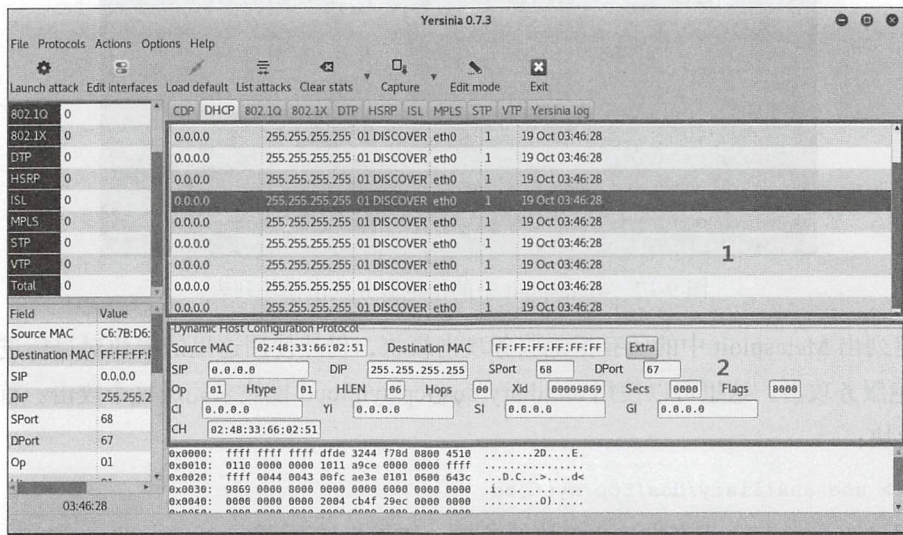 Yersinia 0.7.3
File Protocols Actions Options Help
Launch attack Edit interfaces Load default List attacks Clear stats Capture Edit mode Exit
CDP DHCP 802.1Q 802.1X DTP HSRP ISL MPLS STP VTP Yersinia log
802.1Q 0
802.1X 0
DTP 0
HSRP 0
ISL 0
MPLS 0
STP 0
VTP 0
Total 0
0.0.0.0 255.255.255.255 01 DISCOVER eth0 1 19 Oct 03:46:28
0.0.0.0 255.255.255.255 01 DISCOVER eth0 1 19 Oct 03:46:28
0.0.0.0 255.255.255.255 01 DISCOVER eth0 1 19 Oct 03:46:28
0.0.0.0 255.255.255.255 01 DISCOVER eth0 1 19 Oct 03:46:28
0.0.0.0 255.255.255.255 01 DISCOVER eth0 1 19 Oct 03:46:28
0.0.0.0 255.255.255.255 01 DISCOVER eth0 1 19 Oct 03:46:28
0.0.0.0 255.255.255.255 01 DISCOVER eth0 1 19 Oct 03:46:28
0.0.0.0 255.255.255.255 01 DISCOVER eth0 1 19 Oct 03:46:28
0.0.0.0 255.255.255.255 01 DISCOVER eth0 1 19 Oct 03:46:28
1
Field Value
Source MAC C6:7B:D6:
Destination MAC FF:FF:FF:F
SIP 0.0.0.0
DIP 255.255.2
SPort 68
DPort 67
Op 01
03:46:28
Dynamic Host Configuration Protocol
Source MAC 02:48:33:66:02:51 Destination MAC FF:FF:FF:FF:FF:FF Extra
SIP 0.0.0.0 DIP 255.255.255.255 SPort 68 DPort 67
2
Op 01 Htype 01 HLEN 06 Hops 00 Xid 00009869 Secs 0000 Flags 8000
CI 0.0.0.0 YI 0.0.0.0 SI 0.0.0.0 GI 0.0.0.0
CH 02:48:33:66:02:51
0x0000: ffff ffff ffff dfde 3244 f78d 0800 4510 ........2D....E.
0x0010: 0110 0000 0000 1011 a9ce 0000 0000 ffff ................
0x0020: ffff 0044 0043 00fc ae3e 0101 0600 643c ...D.C...>....d<
0x0030: 9869 0000 8000 0000 0000 0000 0000 0000 .i..............
0x0040: 0000 0000 0000 2004 cb4f 29ec 0000 0000 .........O).....